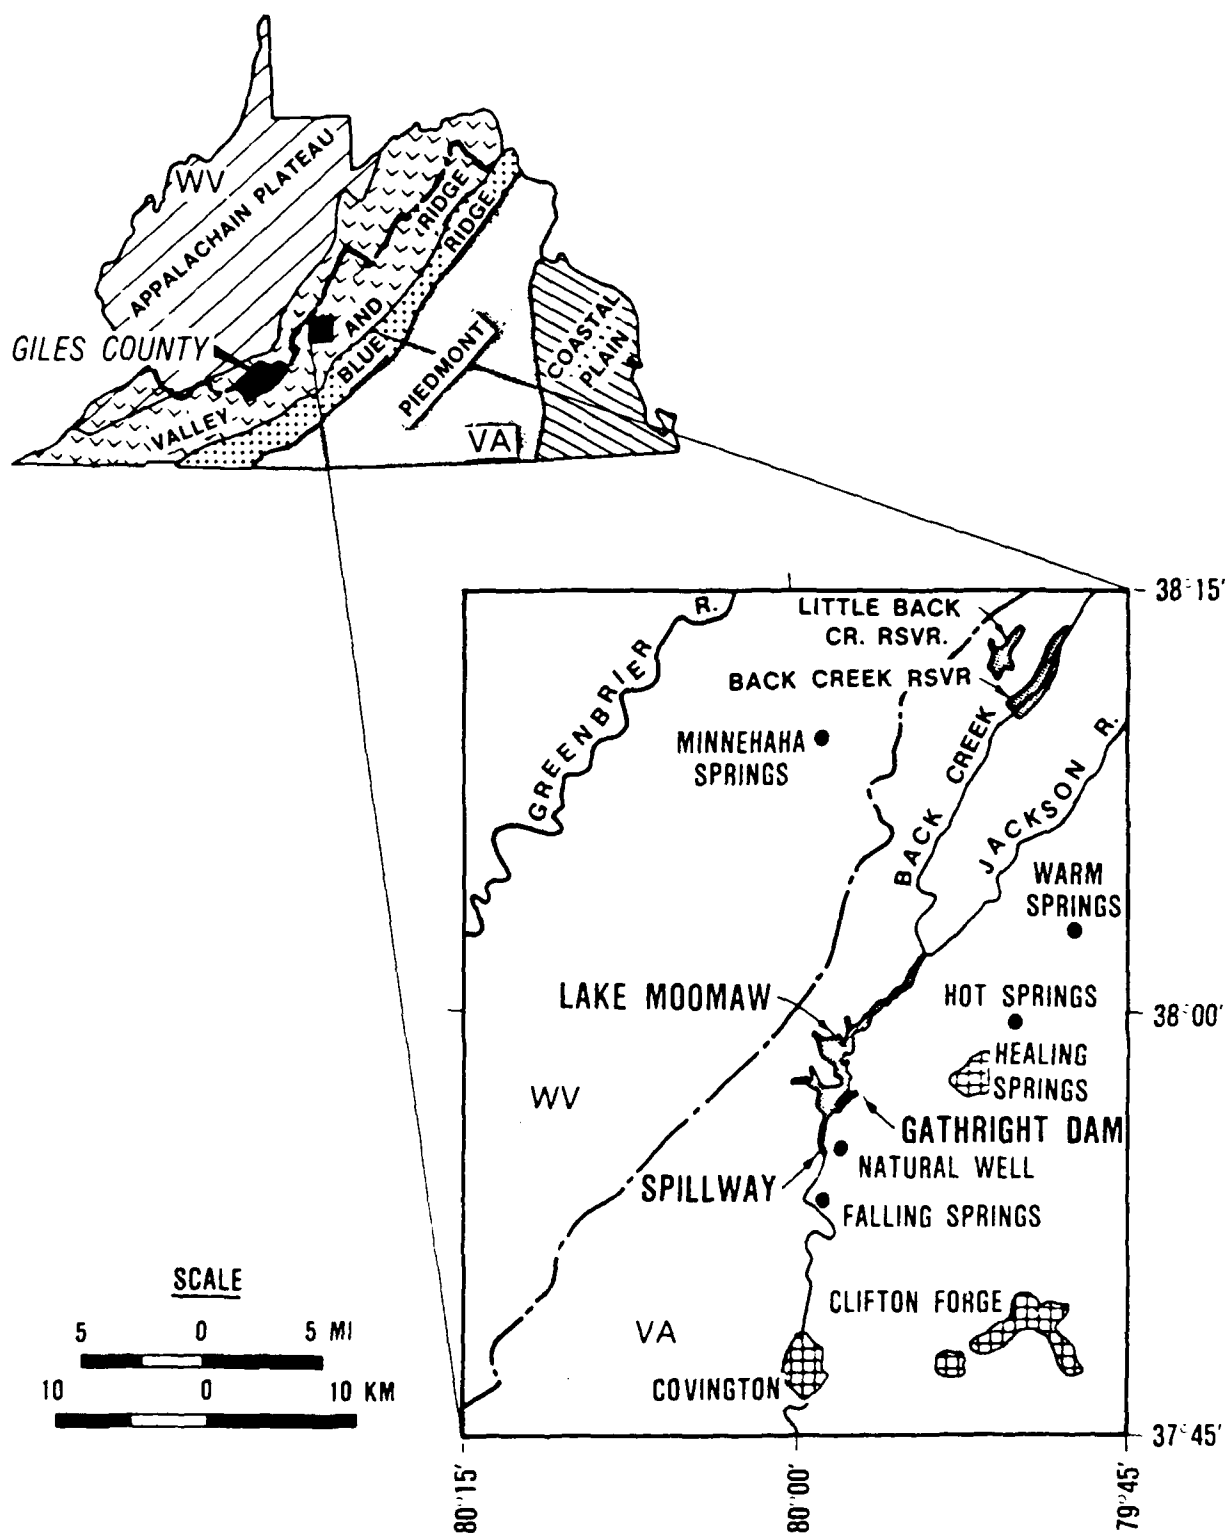 WV
APPALACHAIN PLATEAU
GILES COUNTY
VALLEY
AND
RIDGE
BLUE
RIDGE
PIEDMONT
COASTAL
PLAIN
VA
38°15'
R.
GREENBRIER
LITTLE BACK
CR. RSVR.
BACK CREEK RSVR
MINNEHAHA
SPRINGS
BACK CREEK
JACKSON R.
WARM
SPRINGS
LAKE MOOMAW
HOT SPRINGS
38°00'
HEALING
SPRINGS
WV
GATHRIGHT DAM
NATURAL WELL
SPILLWAY
FALLING SPRINGS
CLIFTON FORGE
VA
COVINGTON
37°45'
SCALE
5 0 5 MI
10 0 10 KM
80°15'
80°00'
79°45'